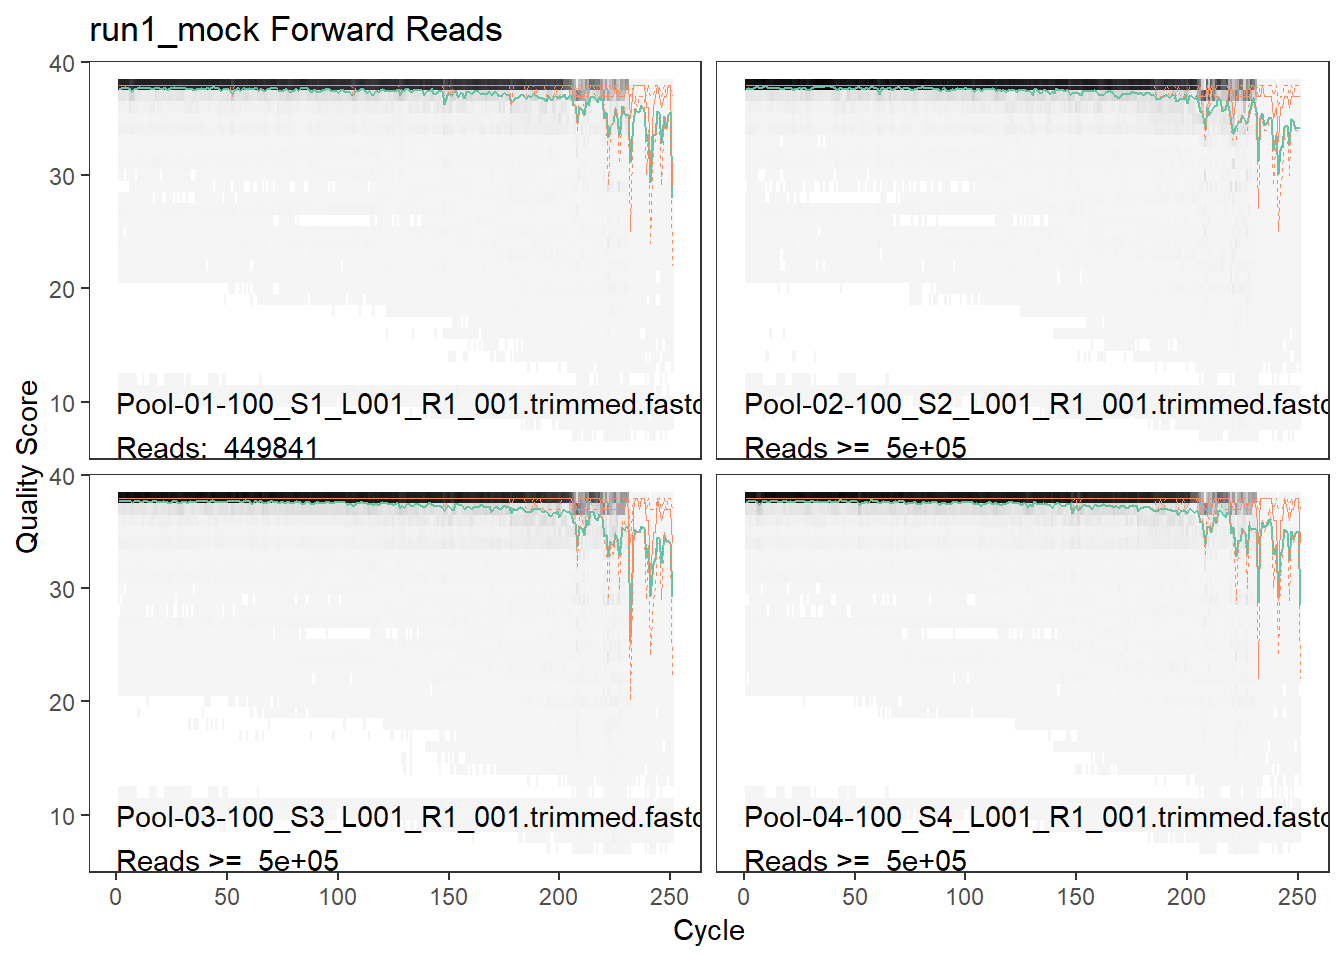 run1_mock Forward Reads
Quality Score
40
30
20
10
Pool-01-100_S1_L001_R1_001.trimmed.fastq
Reads: 449841
Pool-02-100_S2_L001_R1_001.trimmed.fastq
Reads >= 5e+05
40
30
20
10
Pool-03-100_S3_L001_R1_001.trimmed.fastq
Reads >= 5e+05
Pool-04-100_S4_L001_R1_001.trimmed.fastq
Reads >= 5e+05
0 50 100 150 200 250
0 50 100 150 200 250
Cycle